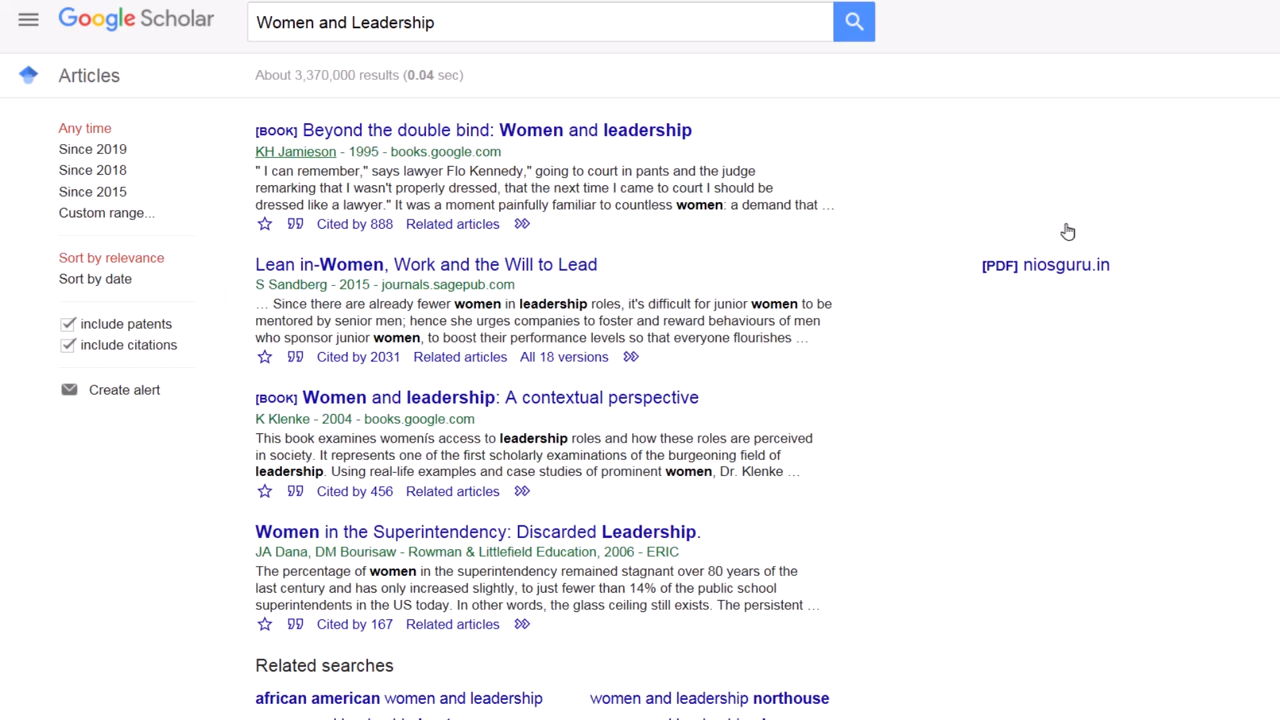 Google Scholar
Women and Leadership
Articles
About 3,370,000 results (0.04 sec)
Any time
Since 2019
Since 2018
Since 2015
Custom range...
Sort by relevance
Sort by date
include patents
include citations
Create alert
[BOOK] Beyond the double bind: Women and leadership
KH Jamieson - 1995 - books.google.com
" I can remember," says lawyer Flo Kennedy," going to court in pants and the judge
remarking that I wasn't properly dressed, that the next time I came to court I should be
dressed like a lawyer." It was a moment painfully familiar to countless women: a demand that ...
Cited by 888 Related articles
Lean in-Women, Work and the Will to Lead
S Sandberg - 2015 - journals.sagepub.com
... Since there are already fewer women in leadership roles, it's difficult for junior women to be
mentored by senior men; hence she urges companies to foster and reward behaviours of men
who sponsor junior women, to boost their performance levels so that everyone flourishes ...
Cited by 2031 Related articles All 18 versions
[PDF] niosguru.in
[BOOK] Women and leadership: A contextual perspective
K Klenke - 2004 - books.google.com
This book examines womenís access to leadership roles and how these roles are perceived
in society. It represents one of the first scholarly examinations of the burgeoning field of
leadership. Using real-life examples and case studies of prominent women, Dr. Klenke ...
Cited by 456 Related articles
Women in the Superintendency: Discarded Leadership.
JA Dana, DM Bourisaw - Rowman & Littlefield Education, 2006 - ERIC
The percentage of women in the superintendency remained stagnant over 80 years of the
last century and has only increased slightly, to just fewer than 14% of the public school
superintendents in the US today. In other words, the glass ceiling still exists. The persistent ...
Cited by 167 Related articles
Related searches
african american women and leadership
women and leadership northouse